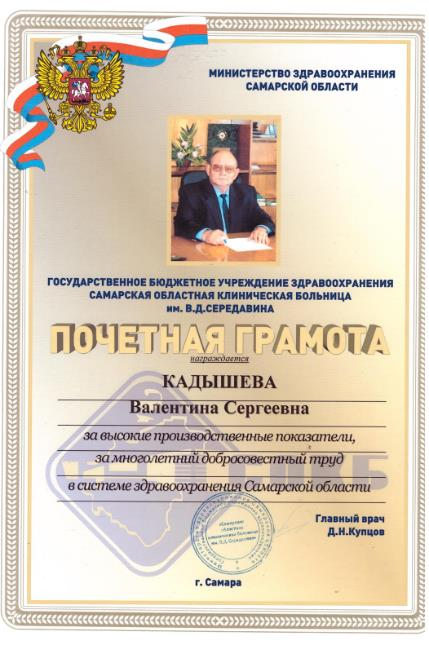 МИНИСТЕРСТВО ЗДРАВООХРАНЕНИЯ
САМАРСКОЙ ОБЛАСТИ
ГОСУДАРСТВЕННОЕ БЮДЖЕТНОЕ УЧРЕЖДЕНИЕ ЗДРАВООХРАНЕНИЯ
САМАРСКАЯ ОБЛАСТНАЯ КЛИНИЧЕСКАЯ БОЛЬНИЦА
им. В.Д.СЕРЕДАВИНА
ПОЧЕТНАЯ ГРАМОТА
награждается
КАДЫШЕВА
Валентина Сергеевна
за высокие производственные показатели,
за многолетний добросовестный труд
в системе здравоохранения Самарской области
Главный врач
Д.Н.Купцов
г. Самара